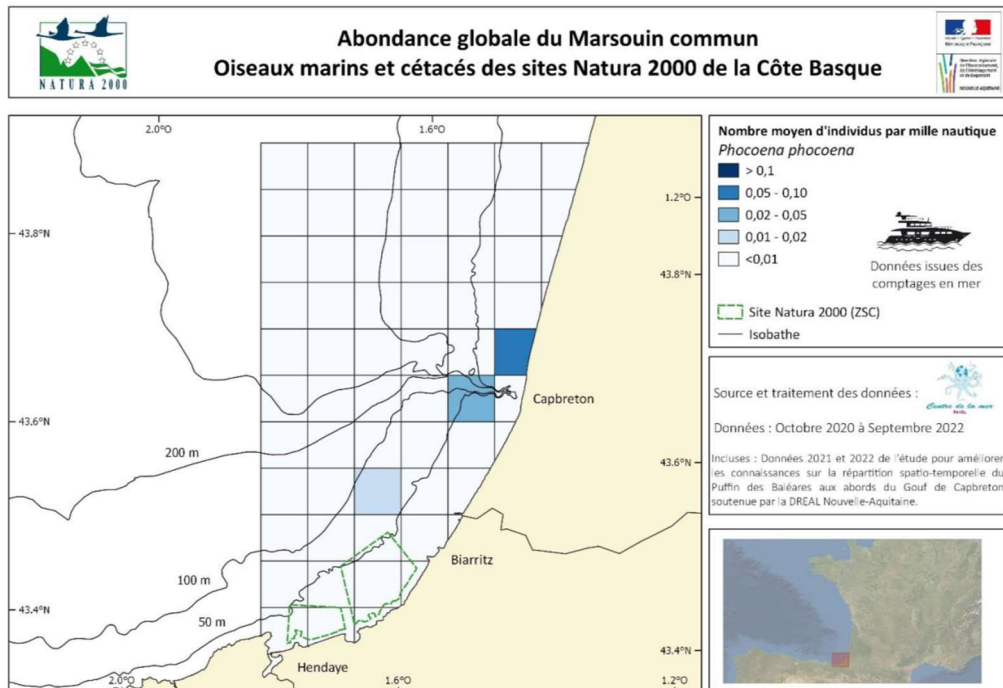 NATURA 2000
Abondance globale du Marsouin commun
Oiseaux marins et cétacés des sites Natura 2000 de la Côte Basque
RÉPUBLIQUE FRANÇAISE
NOUVELLE-AQUITAINE
2.0°O
1.6°O
1.2°O
43.8°N
43.8°N
Capbreton
43.6°N
43.6°N
200 m
Biarritz
100 m
43.4°N
50 m
43.4°N
Hendaye
2.0°O
1.6°O
1.2°O
Nombre moyen d'individus par mille nautique
Phocoena phocoena
> 0,1
0,05 - 0,10
0,02 - 0,05
0,01 - 0,02
<0,01
Données issues des
comptages en mer
Site Natura 2000 (ZSC)
Isobathe
Source et traitement des données :
Centre de la mer
Données : Octobre 2020 à Septembre 2022
Incluses : Données 2021 et 2022 de l'étude pour améliorer
les connaissances sur la répartition spatio-temporelle du
Puffin des Baléares aux abords du Gouf de Capbreton
soutenue par la DREAL Nouvelle-Aquitaine.